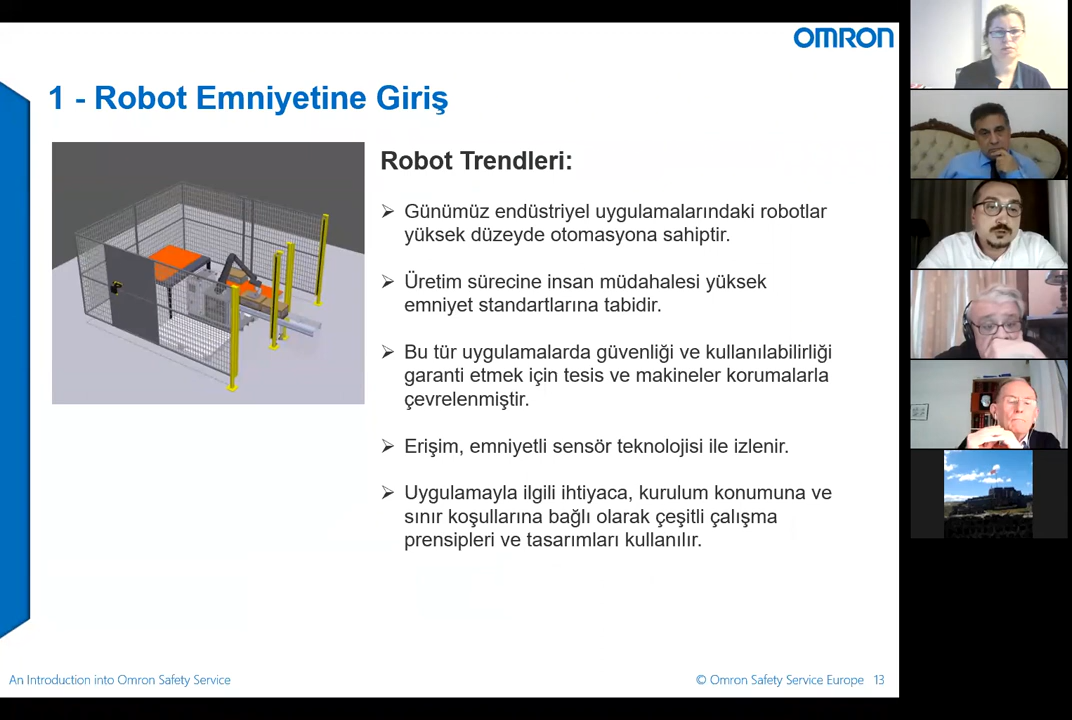 OMRON
1 - Robot Emniyetine Giriş
Robot Trendleri:
➢ Günümüz endüstriyel uygulamalarındaki robotlar
yüksek düzeyde otomasyona sahiptir.
➢ Üretim sürecine insan müdahalesi yüksek
emniyet standartlarına tabidir.
➢ Bu tür uygulamalarda güvenliği ve kullanılabilirliği
garanti etmek için tesis ve makineler korumalarla
çevrelenmiştir.
➢ Erişim, emniyetli sensör teknolojisi ile izlenir.
➢ Uygulamayla ilgili ihtiyaca, kurulum konumuna ve
sınır koşullarına bağlı olarak çeşitli çalışma
prensipleri ve tasarımları kullanılır.
An Introduction into Omron Safety Service
© Omron Safety Service Europe 13